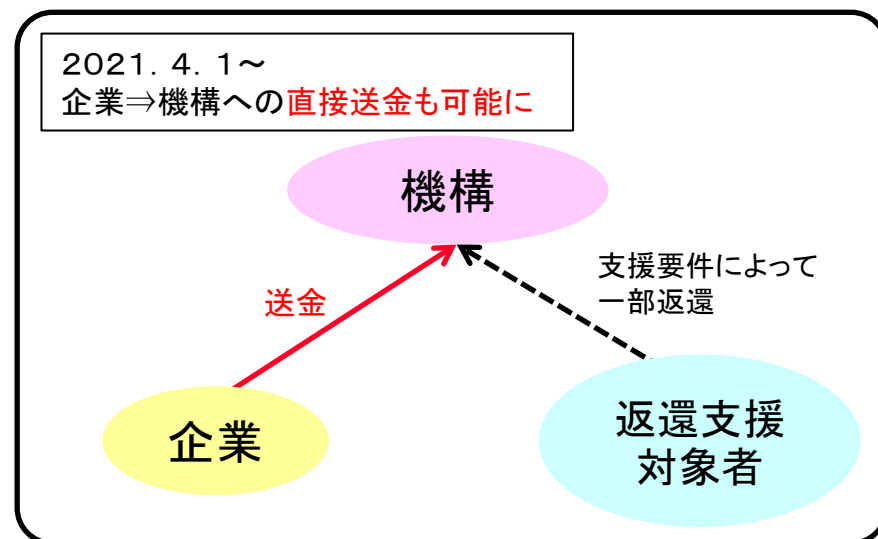 ２０２１．４．１～
企業⇒機構への直接送金も可能に
機構
支援要件によって
一部返還
送金
企業
返還支援
対象者